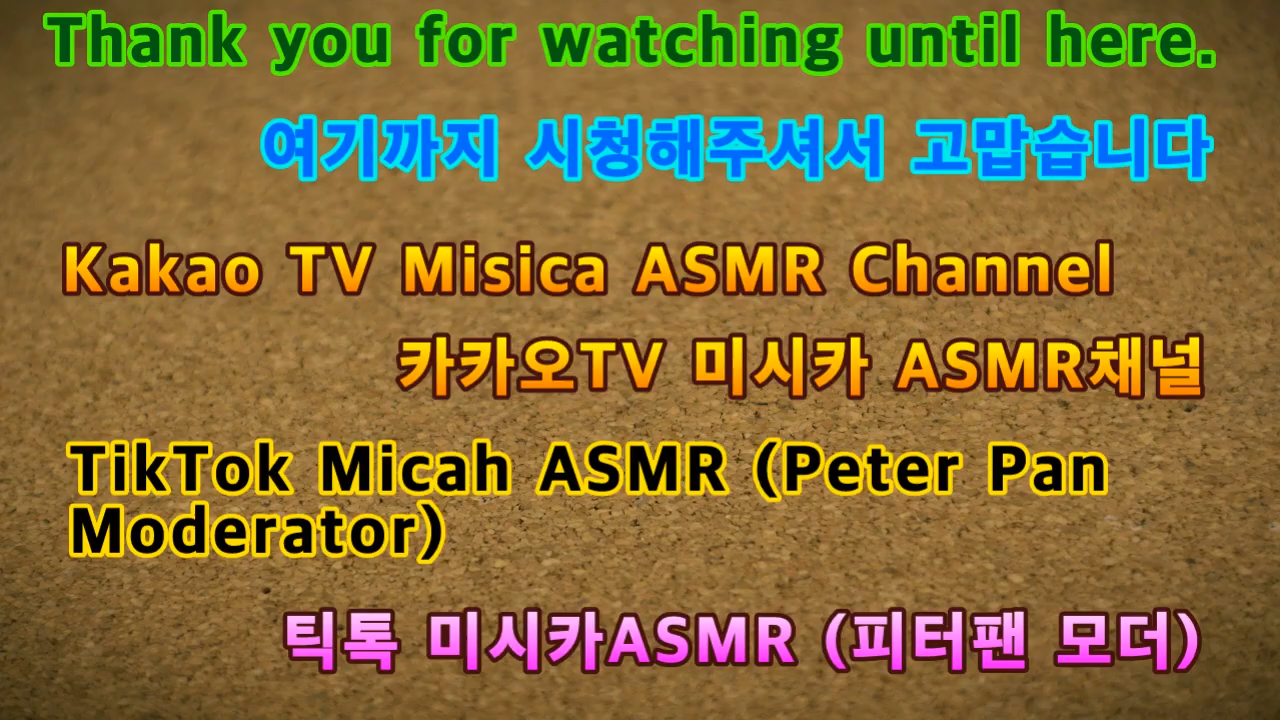 Thank you for watching until here.
여기까지 시청해주셔서 고맙습니다
Kakao TV Misica ASMR Channel
카카오TV 미시카 ASMR채널
TikTok Micah ASMR (Peter Pan
Moderator)
틱톡 미시카ASMR (피터팬 모더)